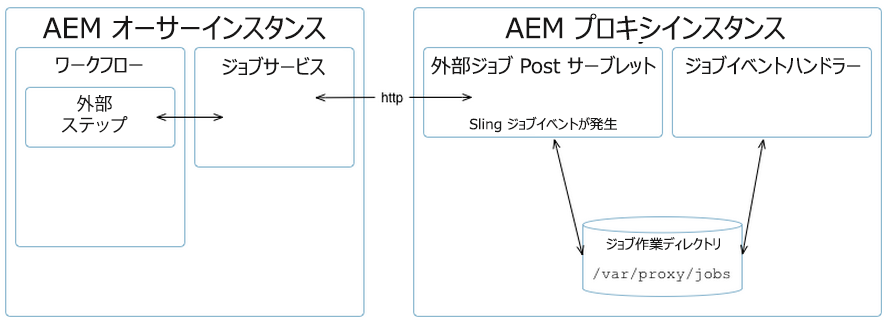 AEM オーサーインスタンス
ワークフロー
外部
ステップ
ジョブサービス
http
AEM プロキシインスタンス
外部ジョブ Post サーブレット
Sling ジョブイベントが発生
ジョブイベントハンドラー
ジョブ作業ディレクトリ
/var/proxy/jobs